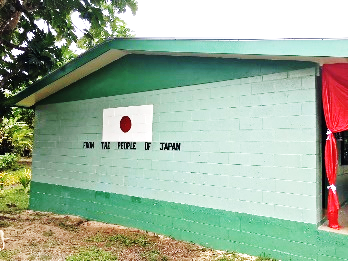 FROM THE PEOPLE OF JAPAN